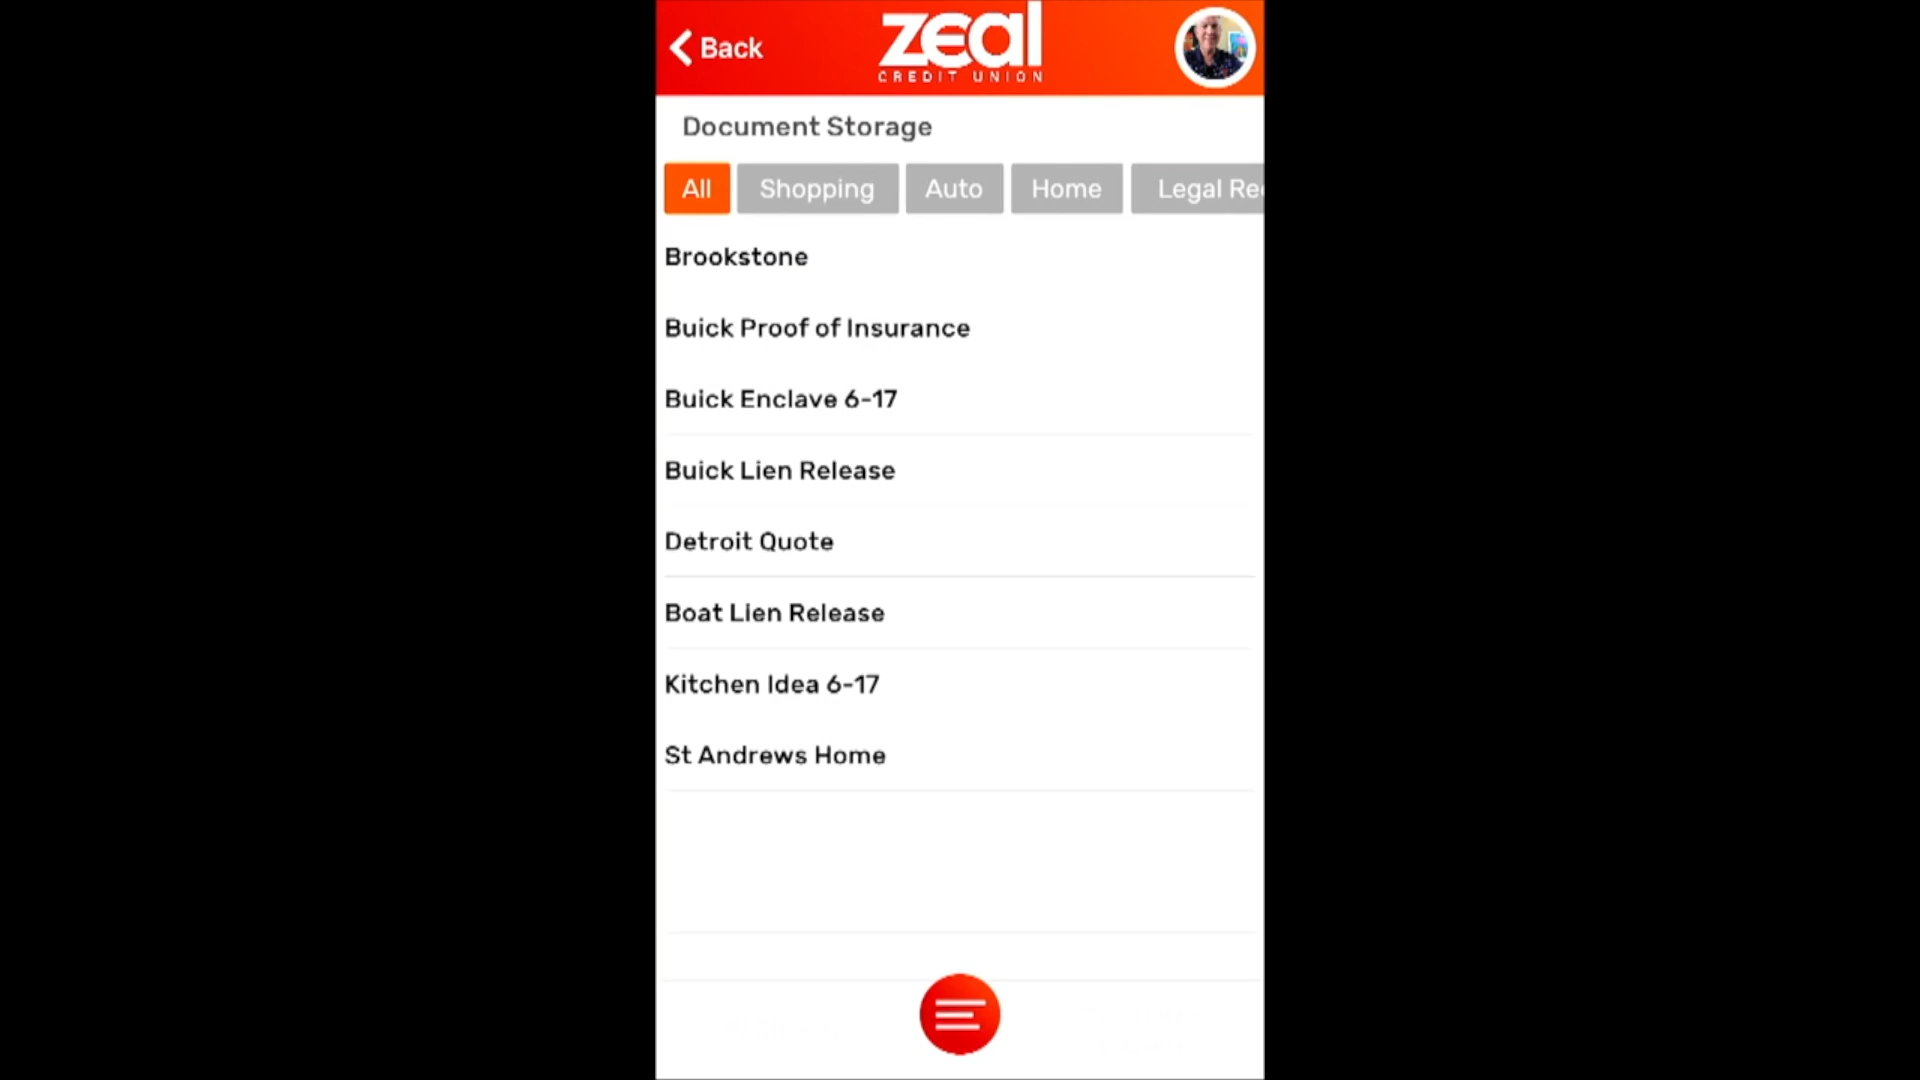 Back
zeal
CREDIT UNION
Document Storage
All
Shopping
Auto
Home
Legal
Brookstone
Buick Proof of Insurance
Buick Enclave 6-17
Buick Lien Release
Detroit Quote
Boat Lien Release
Kitchen Idea 6-17
St Andrews Home